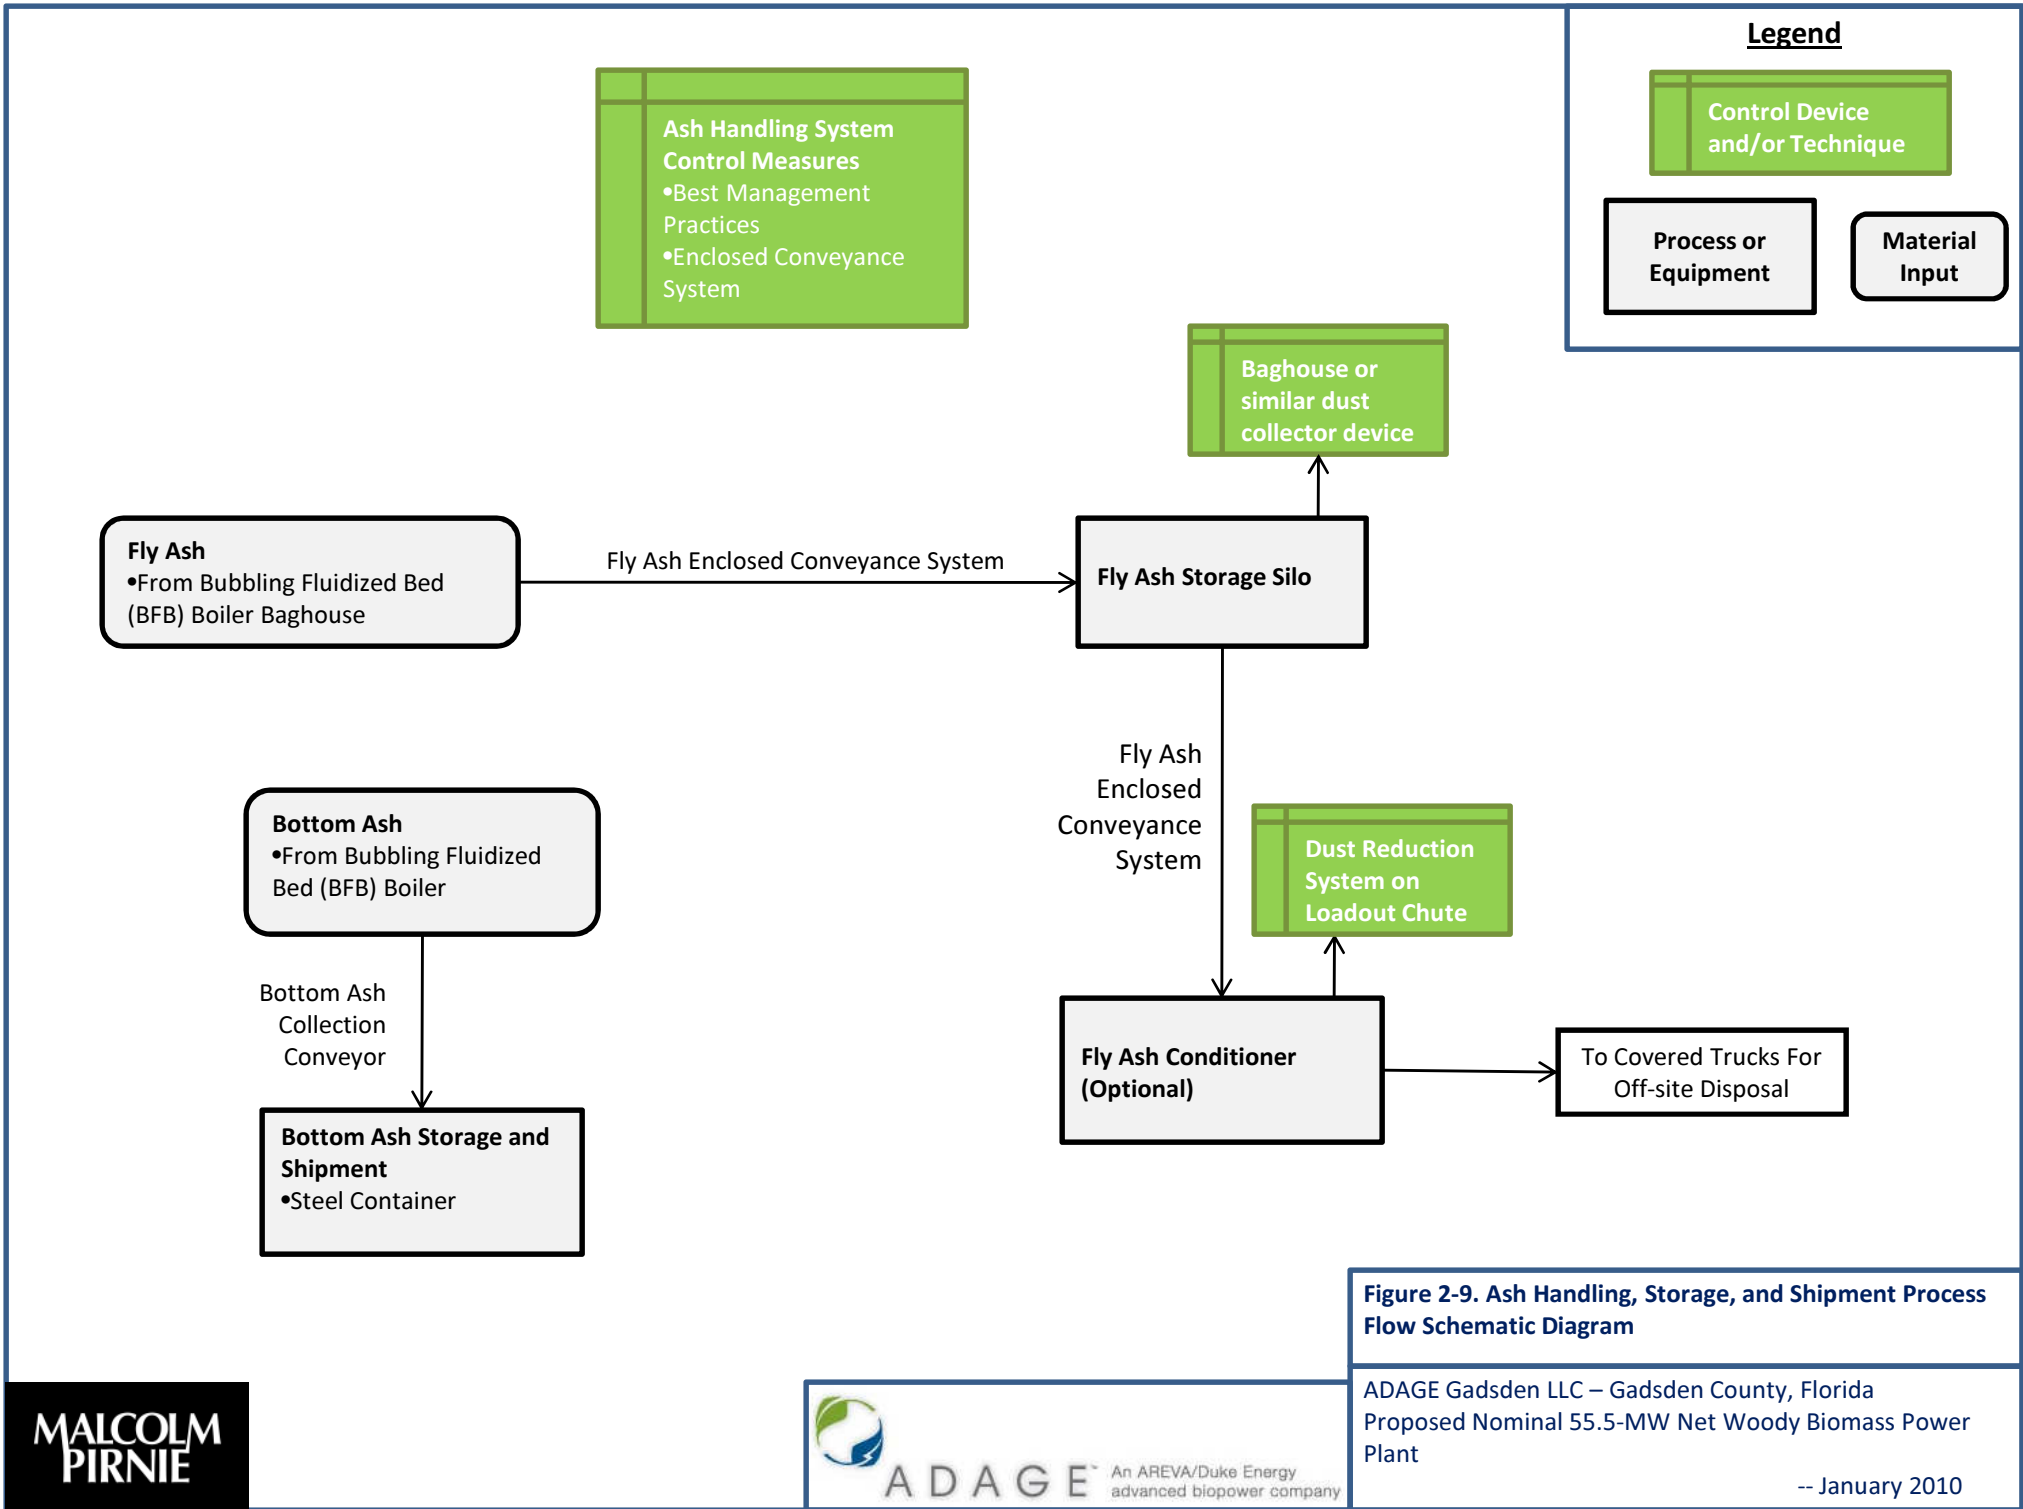 Legend
Control Device
and/or Technique
Process or
Equipment
Material
Input
Ash Handling System
Control Measures
•Best Management
Practices
•Enclosed Conveyance
System
Baghouse or
similar dust
collector device
Fly Ash
•From Bubbling Fluidized Bed
(BFB) Boiler Baghouse
Fly Ash Enclosed Conveyance System
Fly Ash Storage Silo
Fly Ash
Enclosed
Conveyance
System
Bottom Ash
•From Bubbling Fluidized
Bed (BFB) Boiler
Dust Reduction
System on
Loadout Chute
Bottom Ash
Collection
Conveyor
Fly Ash Conditioner
(Optional)
To Covered Trucks For
Off-site Disposal
Bottom Ash Storage and
Shipment
•Steel Container
Figure 2-9. Ash Handling, Storage, and Shipment Process
Flow Schematic Diagram
ADAGE Gadsden LLC – Gadsden County, Florida
Proposed Nominal 55.5-MW Net Woody Biomass Power
Plant
-- January 2010
MALCOLM
PIRNIE
ADAGE
An AREVA/Duke Energy
advanced biopower company